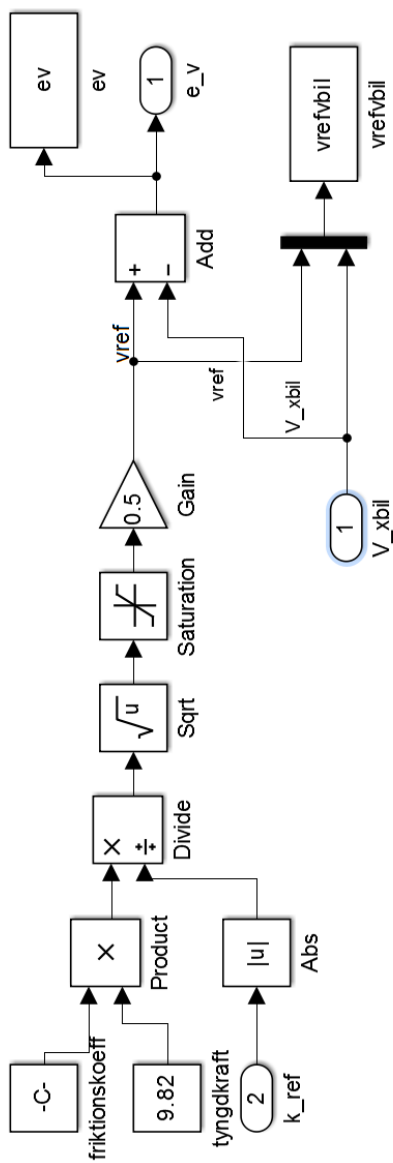 -C-
friktionskoeff
9.82
tyngdkraft
2
k_ref
×
Product
|u|
Abs
×
÷
Divide
√u
Sqrt
Saturation
0.5
Gain
vref
vref
V_xbil
1
V_xbil
+
−
Add
ev
ev
1
e_v
vrefvbil
vrefvbil